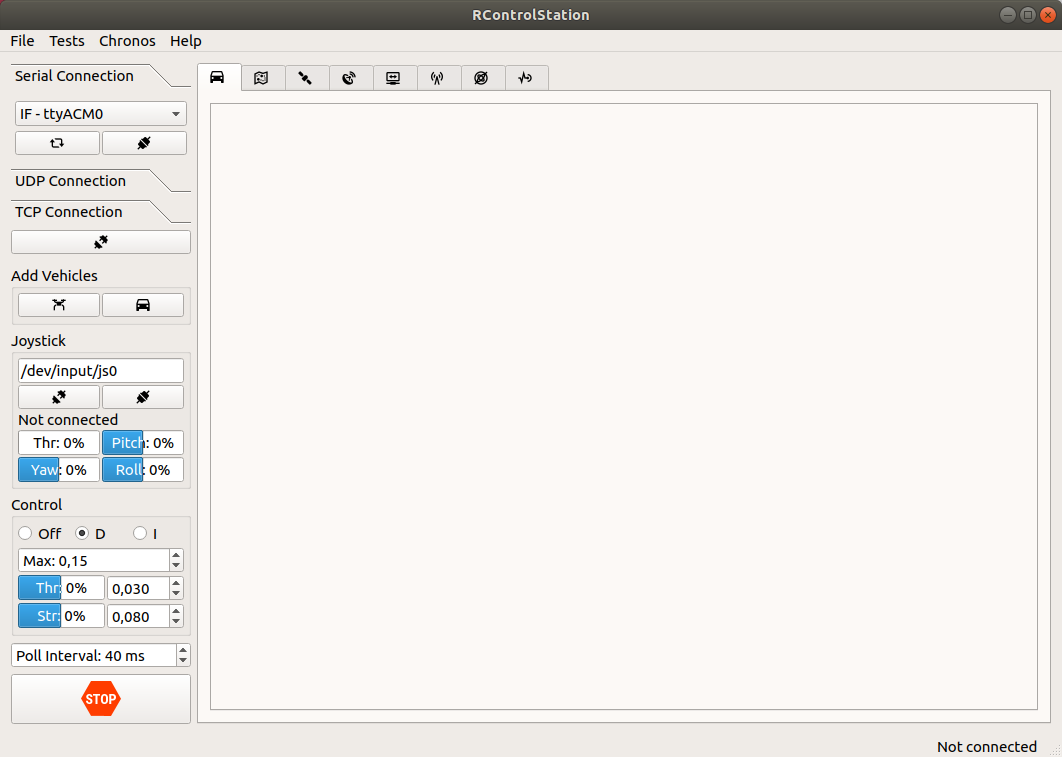 RControlStation
File Tests Chronos Help
Serial Connection
IF - ttyACM0
UDP Connection
TCP Connection
Add Vehicles
Joystick
/dev/input/js0
Not connected
Thr: 0% Pitch: 0%
Yaw: 0% Roll: 0%
Control
Off D I
Max: 0,15
Thr: 0% 0,030
Str: 0% 0,080
Poll Interval: 40 ms
STOP
Not connected